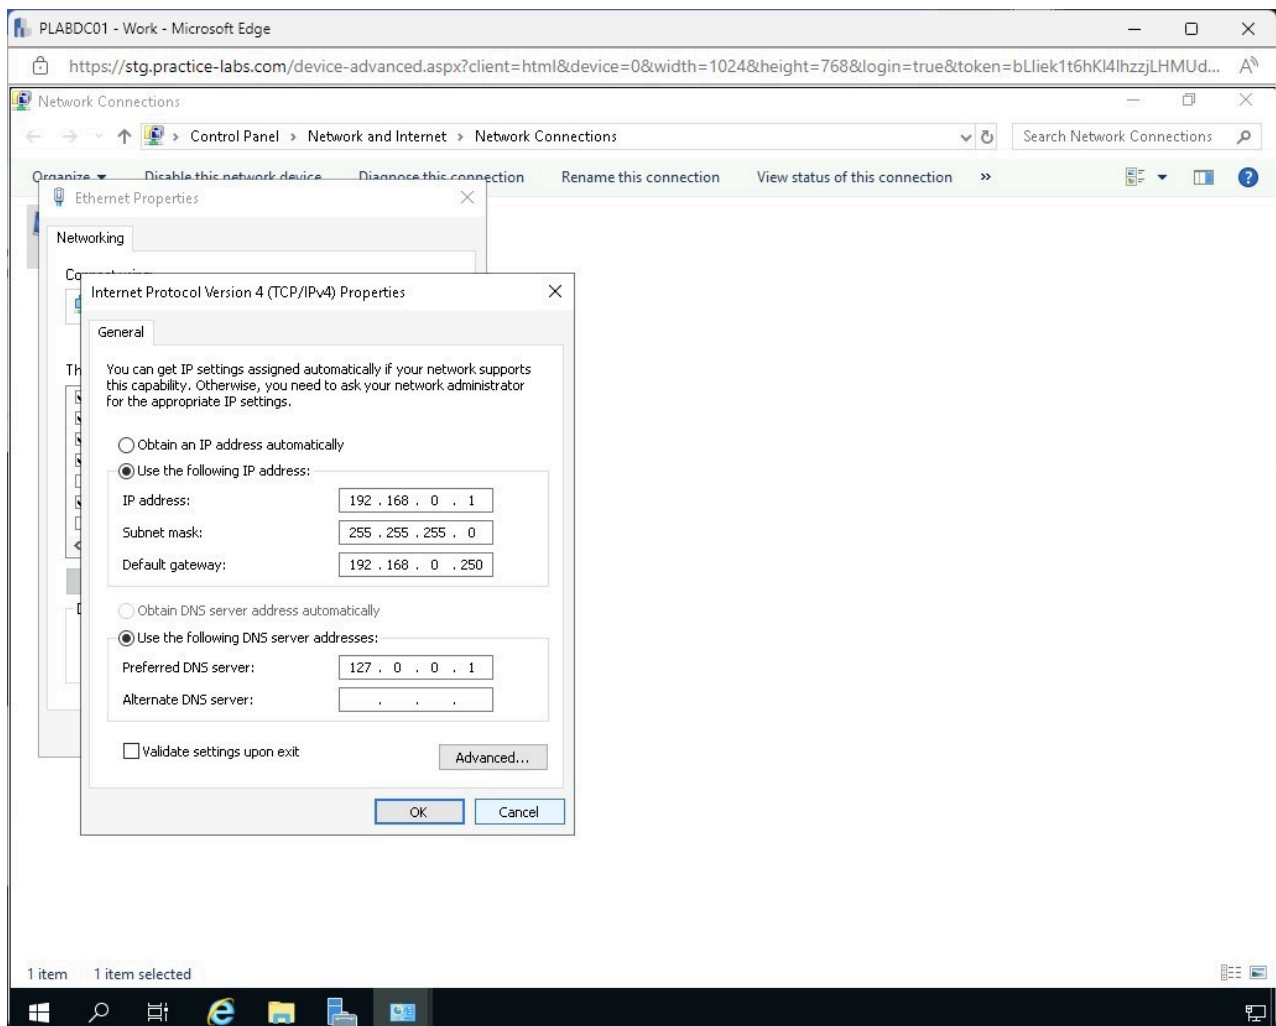 PLABDC01 - Work - Microsoft Edge
https://stg.practice-labs.com/device-advanced.aspx?client=html&device=0&width=1024&height=768&login=true&token=bLliek1t6hKl4lhzzjLHMUd...
Network Connections
Control Panel > Network and Internet > Network Connections
Search Network Connections
Organize Disable this network device Diagnose this connection Rename this connection View status of this connection »
Ethernet Properties
Networking
Internet Protocol Version 4 (TCP/IPv4) Properties
General
You can get IP settings assigned automatically if your network supports
this capability. Otherwise, you need to ask your network administrator
for the appropriate IP settings.
Obtain an IP address automatically
Use the following IP address:
IP address: 192 . 168 . 0 . 1
Subnet mask: 255 . 255 . 255 . 0
Default gateway: 192 . 168 . 0 . 250
Obtain DNS server address automatically
Use the following DNS server addresses:
Preferred DNS server: 127 . 0 . 0 . 1
Alternate DNS server: . . .
Validate settings upon exit
Advanced...
OK Cancel
1 item 1 item selected